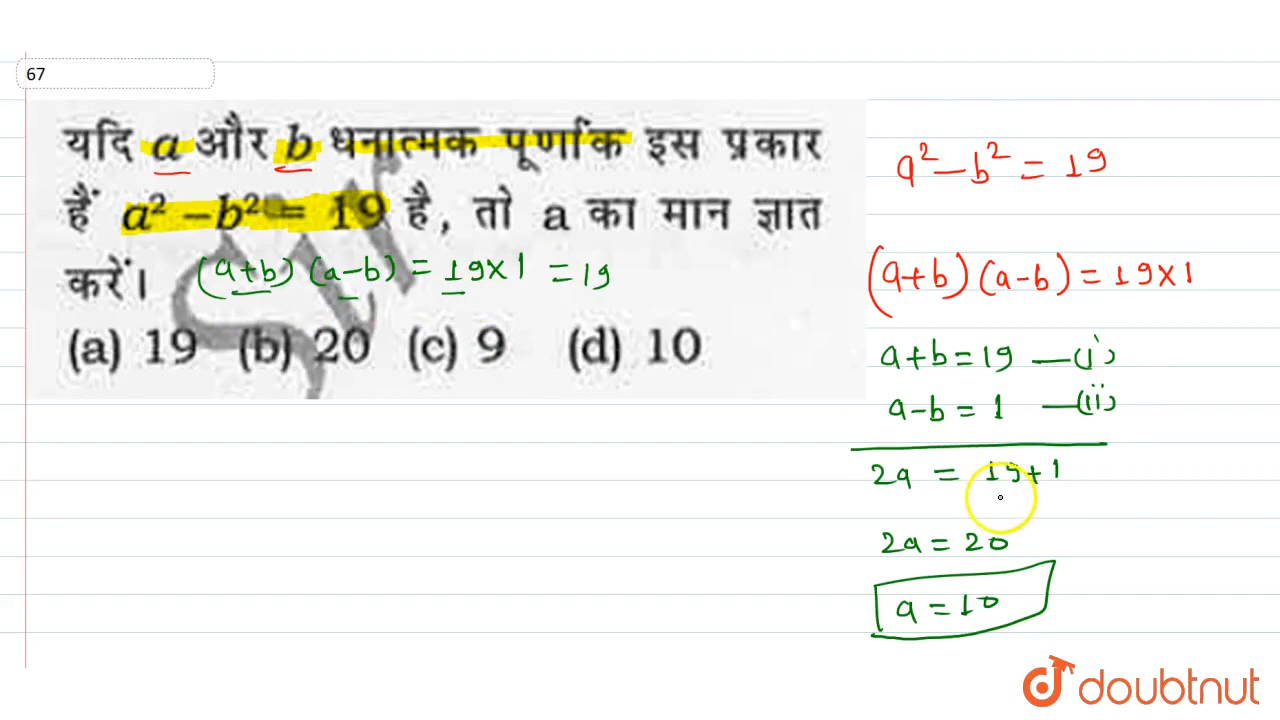 67
यदि a और b धनात्मक पूर्णांक इस प्रकार
हैं a² – b² = 19 है, तो a का मान ज्ञात
करें।
(a+b) (a-b) = 19×1 = 19
(a) 19 (b) 20 (c) 9 (d) 10
a² - b² = 19
(a+b) (a-b) = 19×1
a+b = 19 —(i)
a-b = 1 —(ii)
2a = 19+1
2a = 20
a = 10
doubtnut